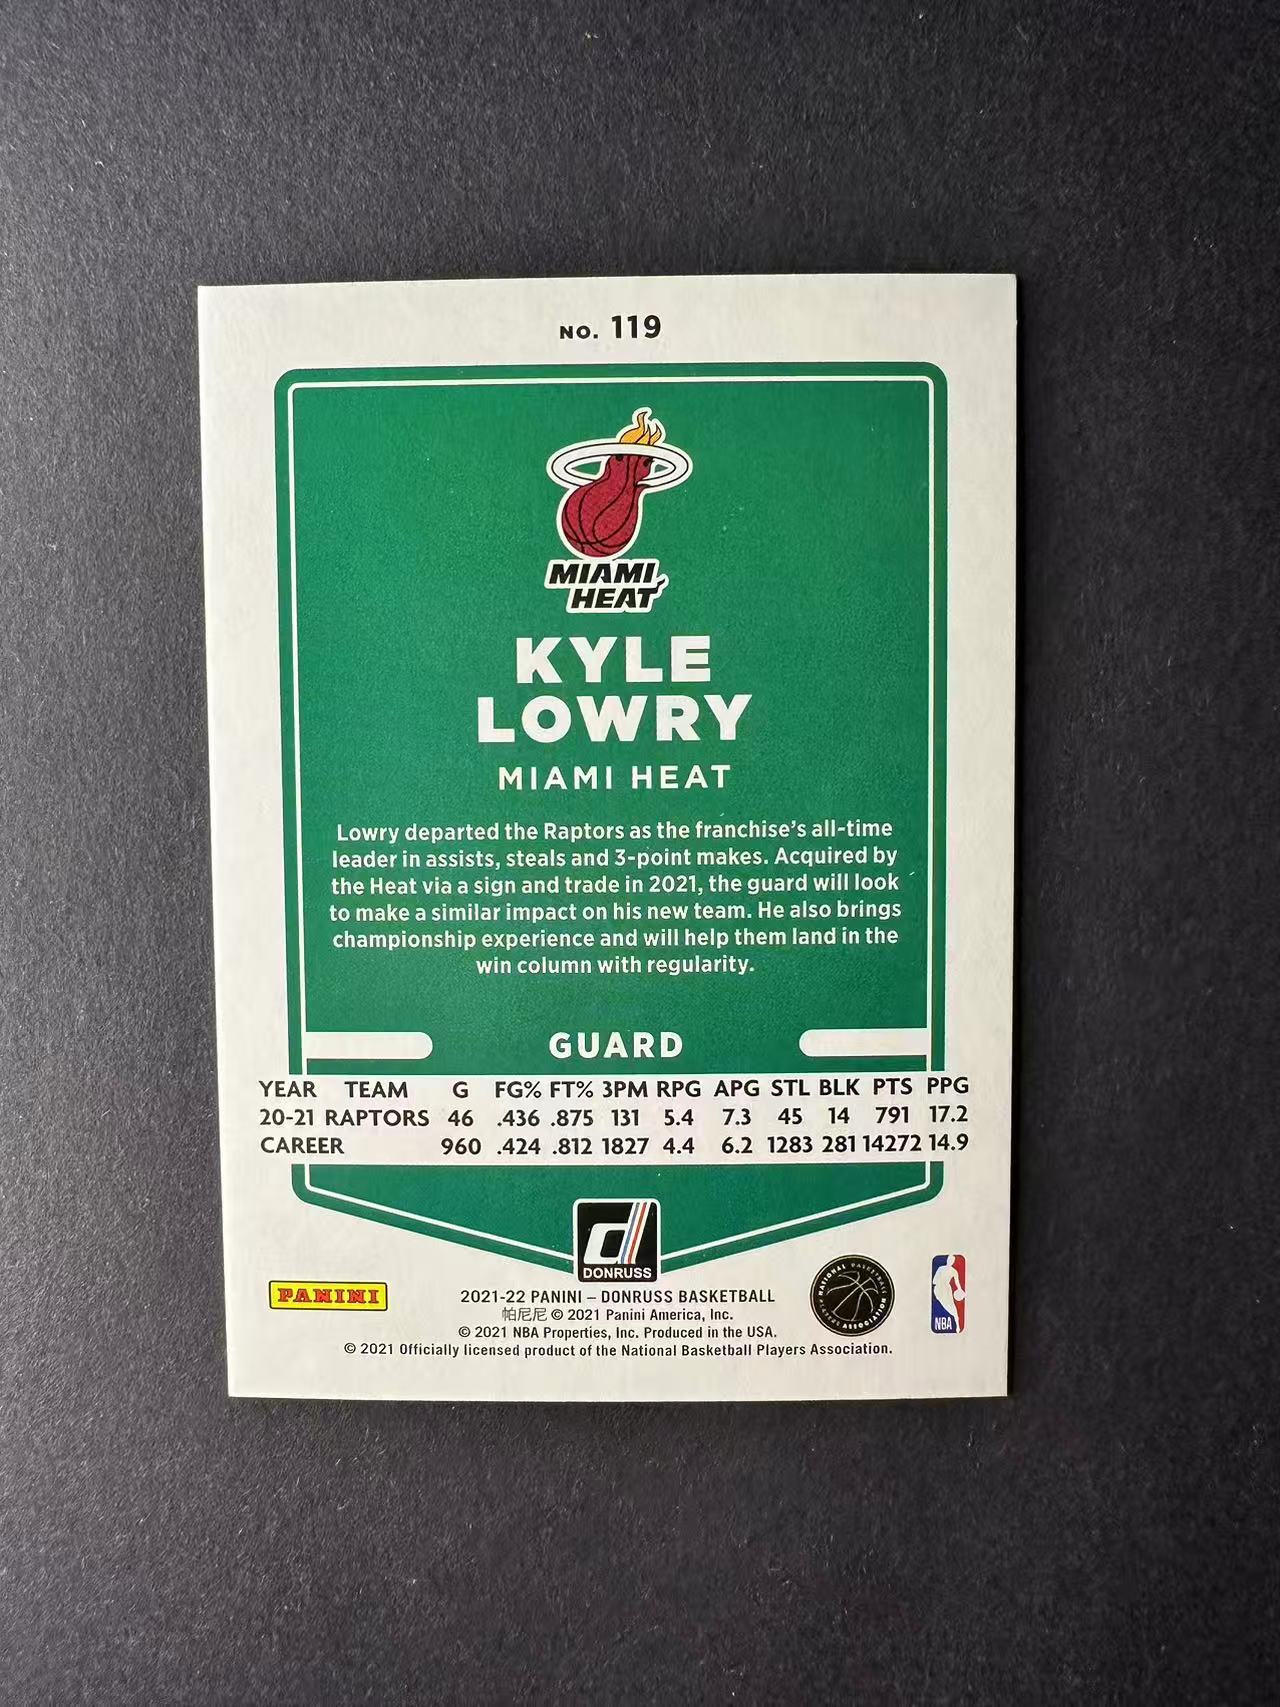 NO. 119
MIAMI
HEAT
KYLE
LOWRY
MIAMI HEAT
Lowry departed the Raptors as the franchise's all-time
leader in assists, steals and 3-point makes. Acquired by
the Heat via a sign and trade in 2021, the guard will look
to make a similar impact on his new team. He also brings
championship experience and will help them land in the
win column with regularity.
GUARD
YEAR TEAM G FG% FT% 3PM RPG APG STL BLK PTS PPG
20-21 RAPTORS 46 .436 .875 131 5.4 7.3 45 14 791 17.2
CAREER 960 .424 .812 1827 4.4 6.2 1283 281 14272 14.9
d
DONRUSS
PANINI
2021-22 PANINI – DONRUSS BASKETBALL
帕尼尼 © 2021 Panini America, Inc.
© 2021 NBA Properties, Inc. Produced in the USA.
© 2021 Officially licensed product of the National Basketball Players Association.
NATIONAL BASKETBALL PLAYERS ASSOCIATION
NBA